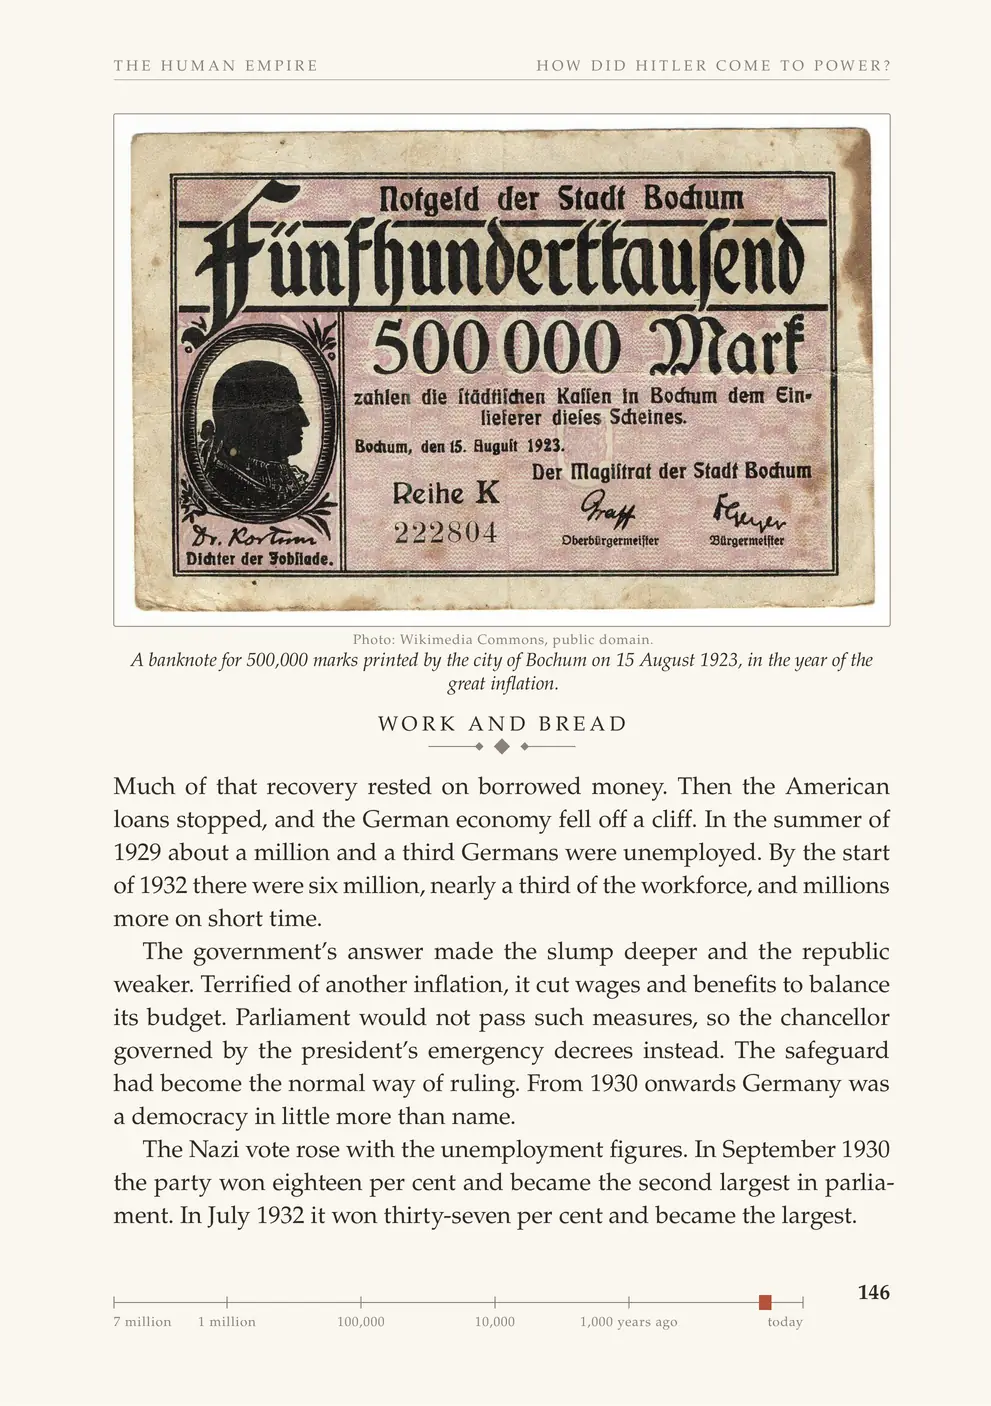 THE HUMAN EMPIRE
HOW DID HITLER COME TO POWER?
Notgeld der Stadt Bochum
Fünfhunderttausend
500000 Mark
zahlen die städtischen Kassen in Bochum dem Ein-
lieferer dieses Scheines.
Bochum, den 15. August 1923.
Der Magistrat der Stadt Bochum
Reihe K
222804
Graff
Oberbürgermeister
Geyer
Bürgermeister
Dr. Kortum
Dichter der Jobsiade.
Photo: Wikimedia Commons, public domain.
A banknote for 500,000 marks printed by the city of Bochum on 15 August 1923, in the year of the
great inflation.
WORK AND BREAD
Much of that recovery rested on borrowed money. Then the American
loans stopped, and the German economy fell off a cliff. In the summer of
1929 about a million and a third Germans were unemployed. By the start
of 1932 there were six million, nearly a third of the workforce, and millions
more on short time.
The government’s answer made the slump deeper and the republic
weaker. Terrified of another inflation, it cut wages and benefits to balance
its budget. Parliament would not pass such measures, so the chancellor
governed by the president’s emergency decrees instead. The safeguard
had become the normal way of ruling. From 1930 onwards Germany was
a democracy in little more than name.
The Nazi vote rose with the unemployment figures. In September 1930
the party won eighteen per cent and became the second largest in parlia-
ment. In July 1932 it won thirty-seven per cent and became the largest.
146
7 million
1 million
100,000
10,000
1,000 years ago
today